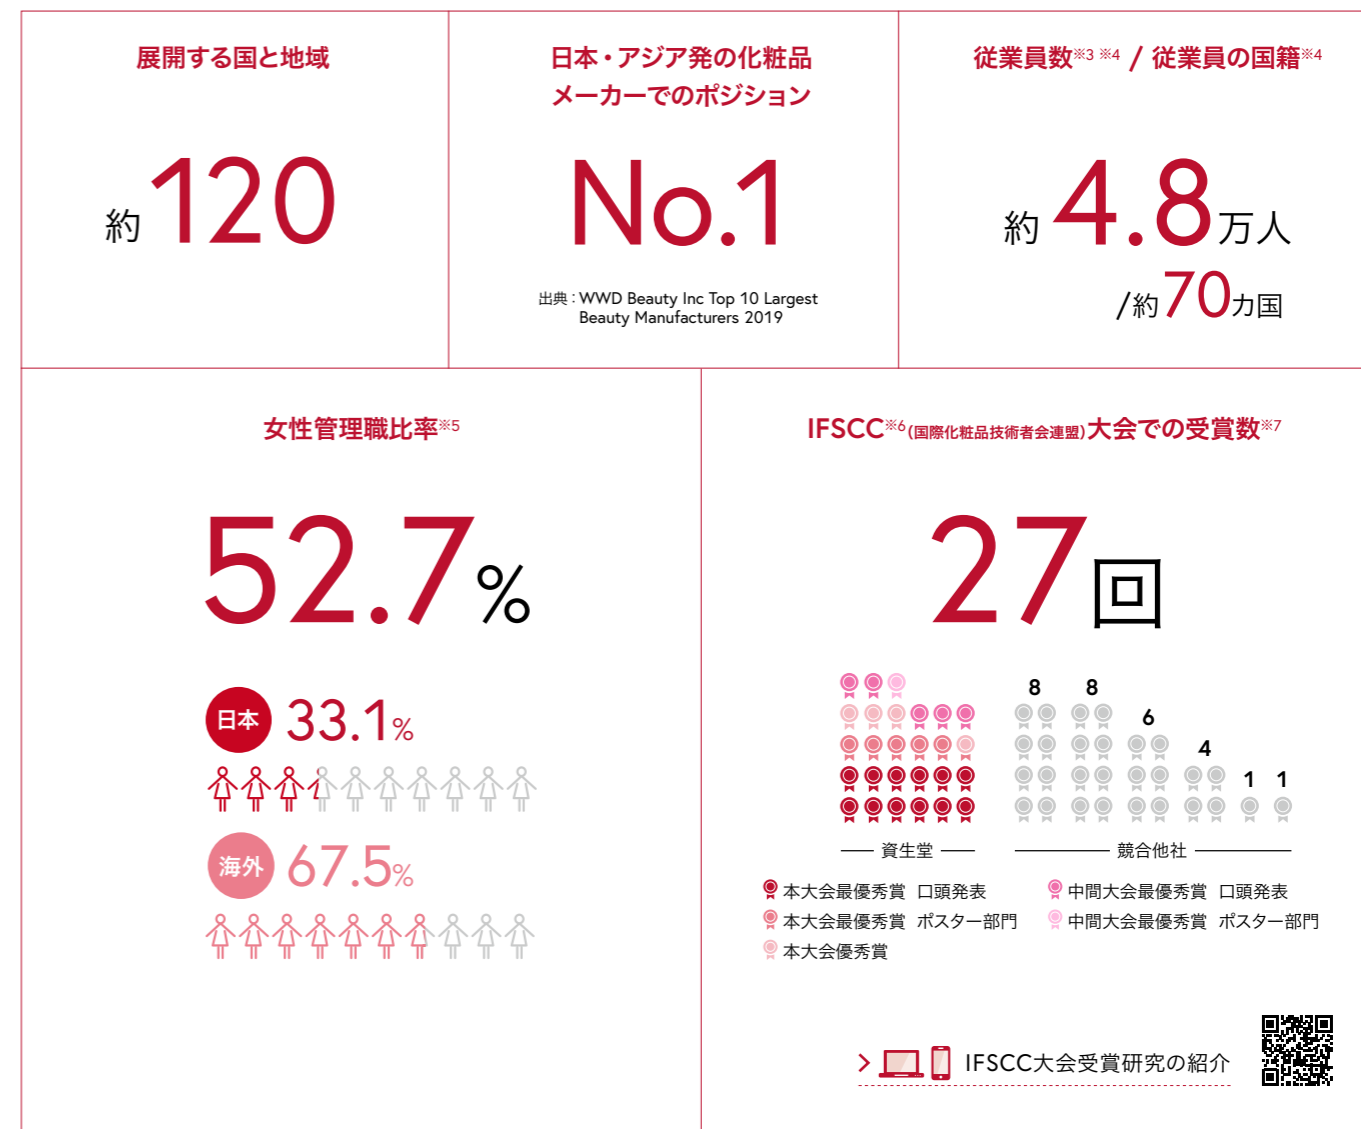 展開する国と地域
約120
日本・アジア発の化粧品
メーカーでのポジション
No.1
出典：WWD Beauty Inc Top 10 Largest
Beauty Manufacturers 2019
従業員数※3 ※4 / 従業員の国籍※4
約4.8万人
/約70カ国
女性管理職比率※5
52.7%
日本 33.1%
海外 67.5%
IFSCC※6(国際化粧品技術者会連盟)大会での受賞数※7
27回
8 8
6
4
1 1
資生堂 競合他社
本大会最優秀賞 口頭発表 中間大会最優秀賞 口頭発表
本大会最優秀賞 ポスター部門 中間大会最優秀賞 ポスター部門
本大会優秀賞
IFSCC大会受賞研究の紹介